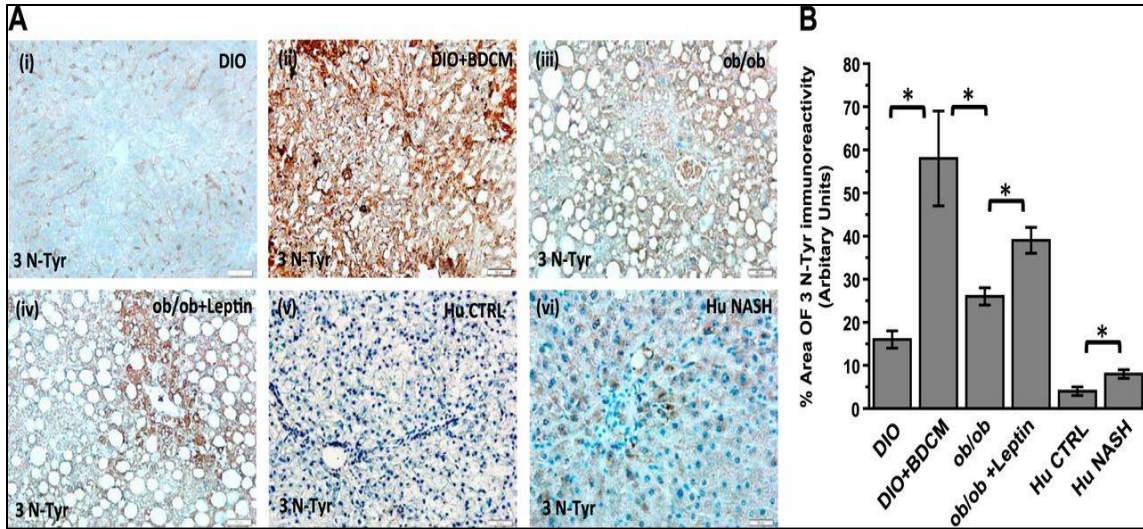 A
(i)
DIO
3 N-Tyr
(ii)
DIO+BDCM
3 N-Tyr
(iii)
ob/ob
3 N-Tyr
(iv)
ob/ob+Leptin
3 N-Tyr
(v)
Hu CTRL
3 N-Tyr
(vi)
Hu NASH
3 N-Tyr
B
% Area OF 3 N-Tyr immunoreactivity
(Arbitary Units)
80
70
60
50
40
30
20
10
0
*
*
*
*
DIO
DIO+BDCM
ob/ob
ob/ob +Leptin
Hu CTRL
Hu NASH